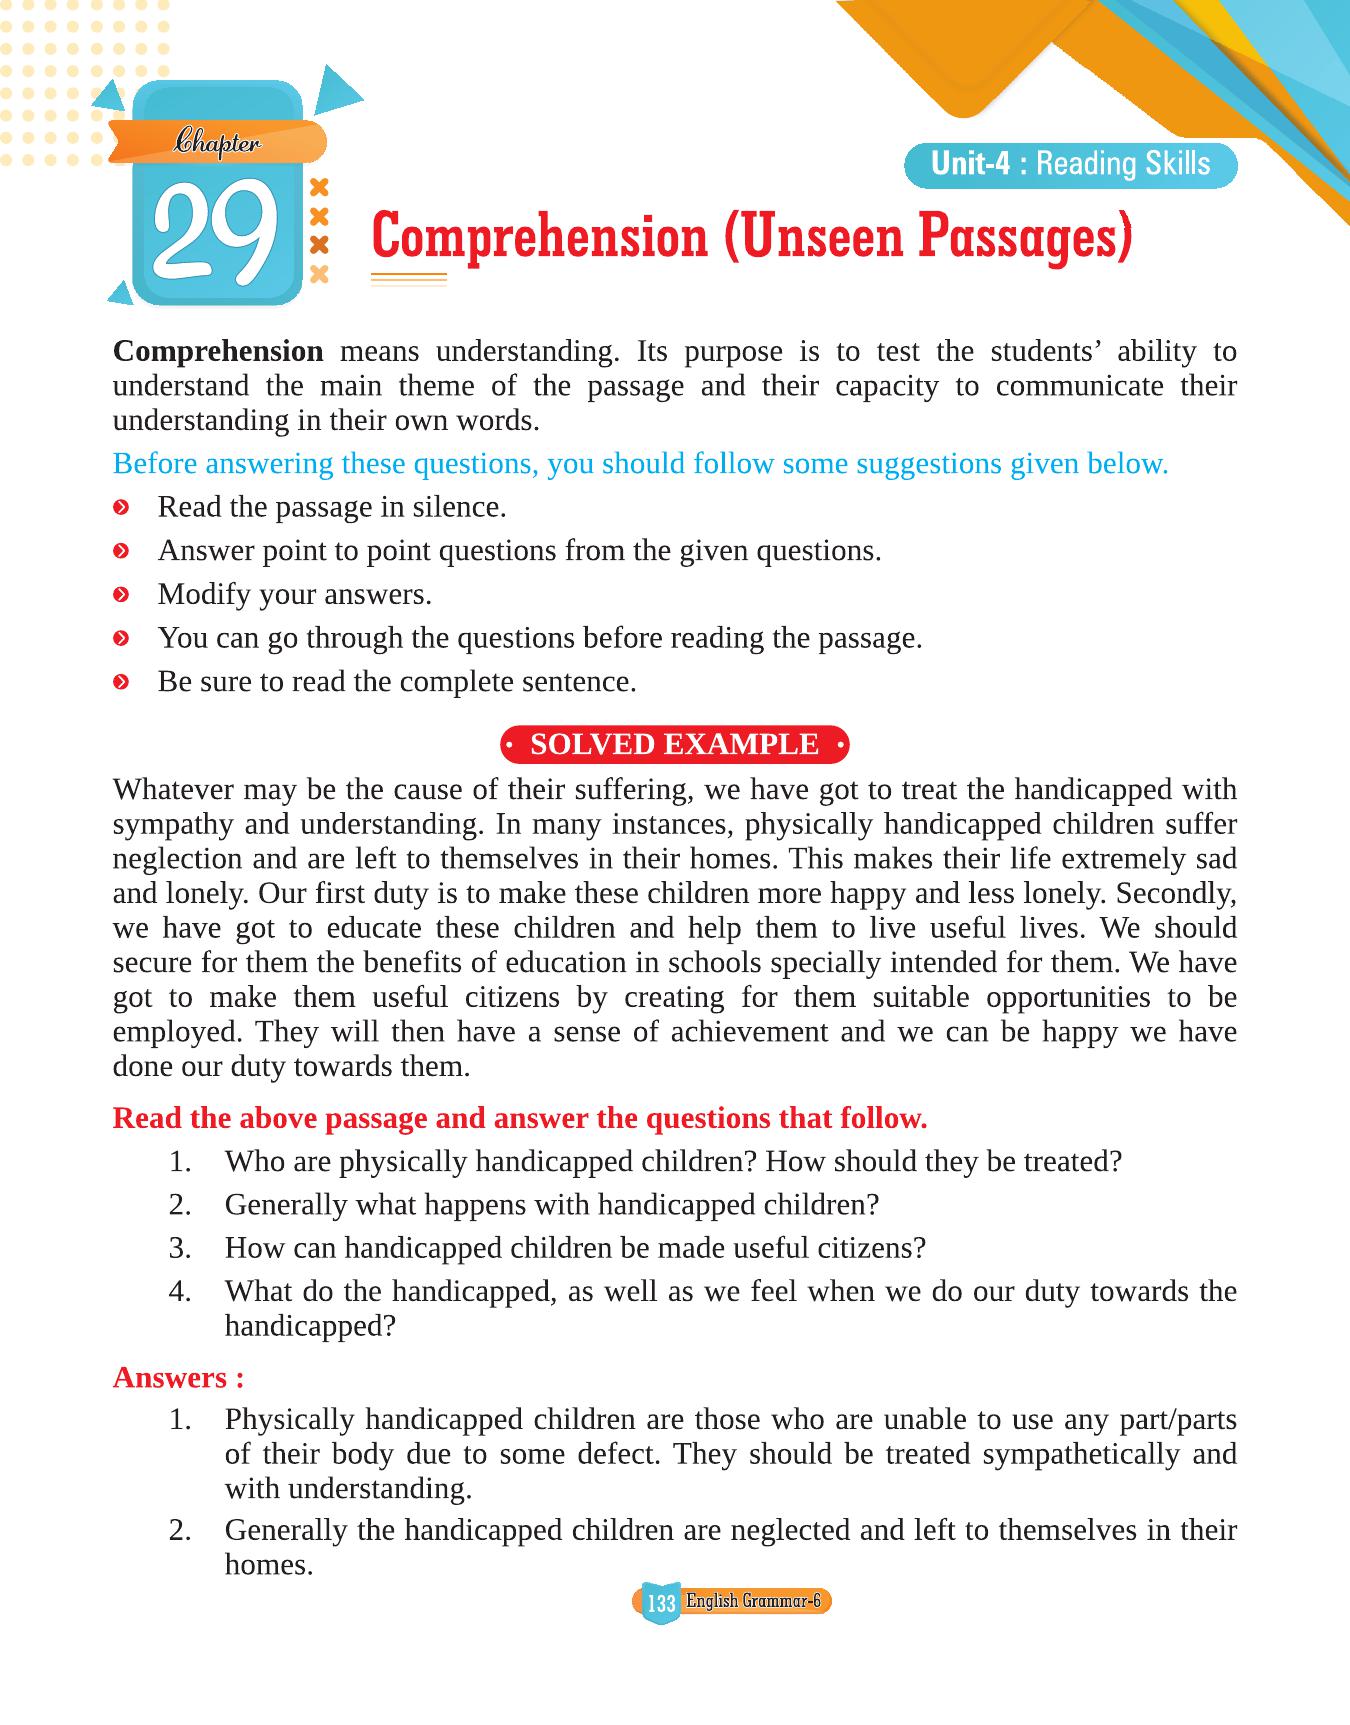 Chapter
29
Unit-4 : Reading Skills
Comprehension (Unseen Passages)
Comprehension means understanding. Its purpose is to test the students’ ability to
understand the main theme of the passage and their capacity to communicate their
understanding in their own words.
Before answering these questions, you should follow some suggestions given below.
Read the passage in silence.
Answer point to point questions from the given questions.
Modify your answers.
You can go through the questions before reading the passage.
Be sure to read the complete sentence.
• SOLVED EXAMPLE •
Whatever may be the cause of their suffering, we have got to treat the handicapped with
sympathy and understanding. In many instances, physically handicapped children suffer
neglection and are left to themselves in their homes. This makes their life extremely sad
and lonely. Our first duty is to make these children more happy and less lonely. Secondly,
we have got to educate these children and help them to live useful lives. We should
secure for them the benefits of education in schools specially intended for them. We have
got to make them useful citizens by creating for them suitable opportunities to be
employed. They will then have a sense of achievement and we can be happy we have
done our duty towards them.
Read the above passage and answer the questions that follow.
1. Who are physically handicapped children? How should they be treated?
2. Generally what happens with handicapped children?
3. How can handicapped children be made useful citizens?
4. What do the handicapped, as well as we feel when we do our duty towards the
handicapped?
Answers :
1. Physically handicapped children are those who are unable to use any part/parts
of their body due to some defect. They should be treated sympathetically and
with understanding.
2. Generally the handicapped children are neglected and left to themselves in their
homes.
133 English Grammar-6